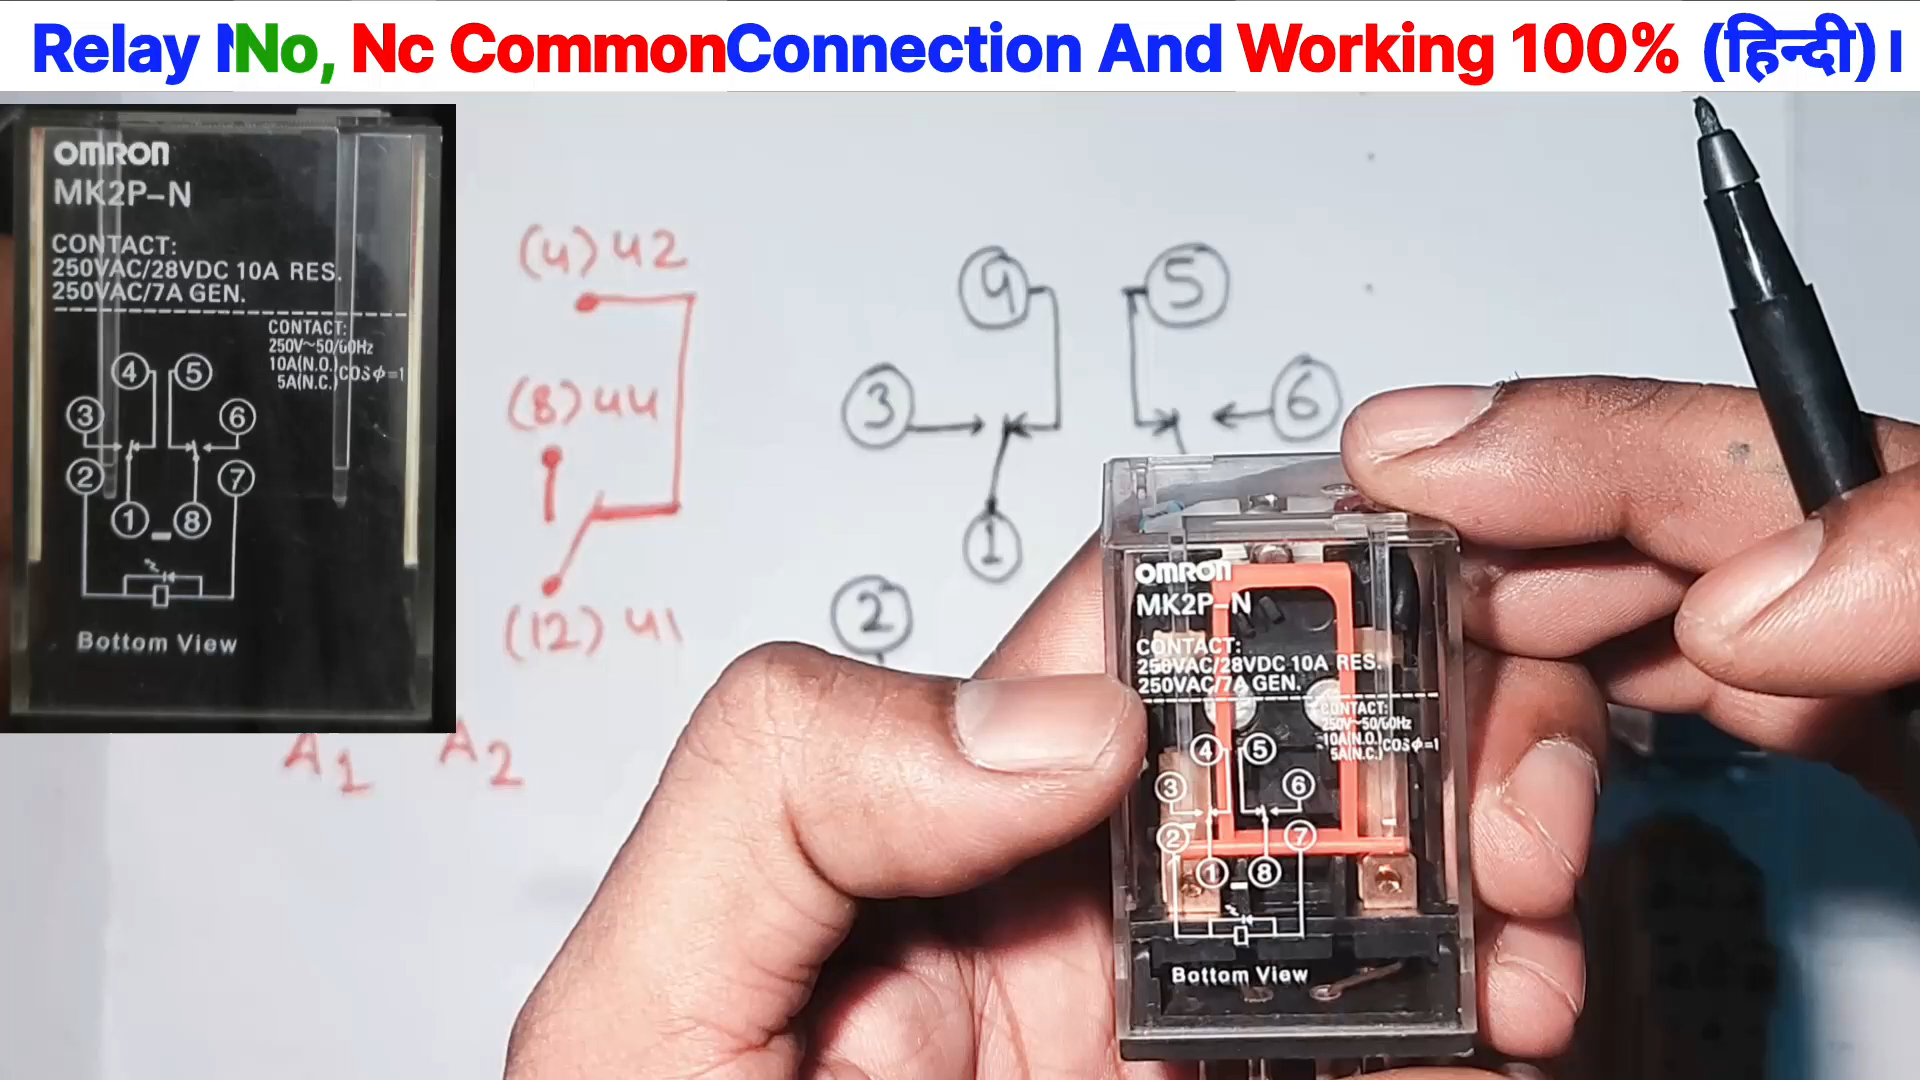 Relay No, Nc Common Connection And Working 100% (हिन्दी)।
OMRON
MK2P-N
CONTACT:
250VAC/28VDC 10A RES.
250VAC/7A GEN.
CONTACT:
250V~50/60Hz
10A(N.O.)
5A(N.C.) COSφ=1
4 5
3 6
2 7
1 8
Bottom View
(4) 42
(8) 44
(12) 41
A1 A2
4 5
3 6
1
2
OMRON
MK2P-N
CONTACT:
250VAC/28VDC 10A RES.
250VAC/7A GEN.
CONTACT:
250V~50/60Hz
10A(N.O.)
5A(N.C.) COSφ=1
4 5
3 6
2 7
1 8
Bottom View